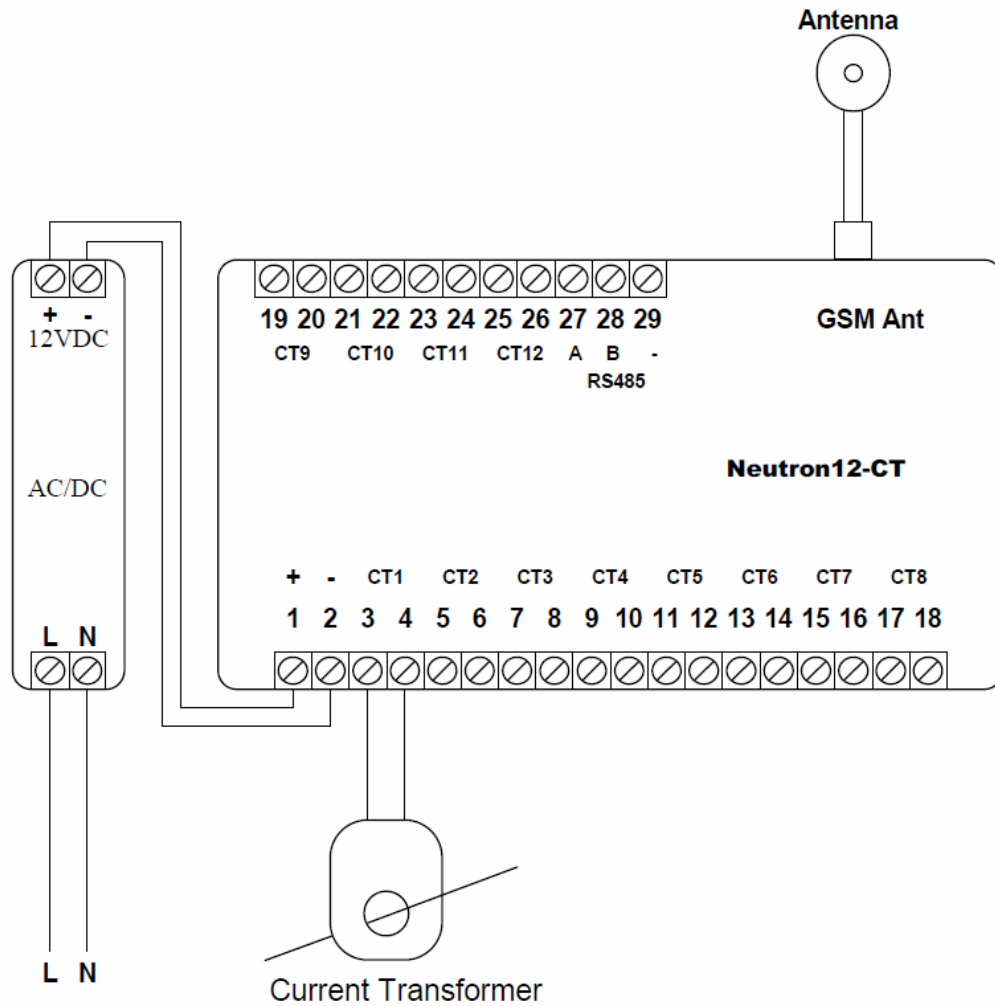 Antenna
+ -
12VDC
AC/DC
L N
L N
19 20 21 22 23 24 25 26 27 28 29
CT9 CT10 CT11 CT12 A B -
RS485
GSM Ant
Neutron12-CT
+ - CT1 CT2 CT3 CT4 CT5 CT6 CT7 CT8
1 2 3 4 5 6 7 8 9 10 11 12 13 14 15 16 17 18
Current Transformer